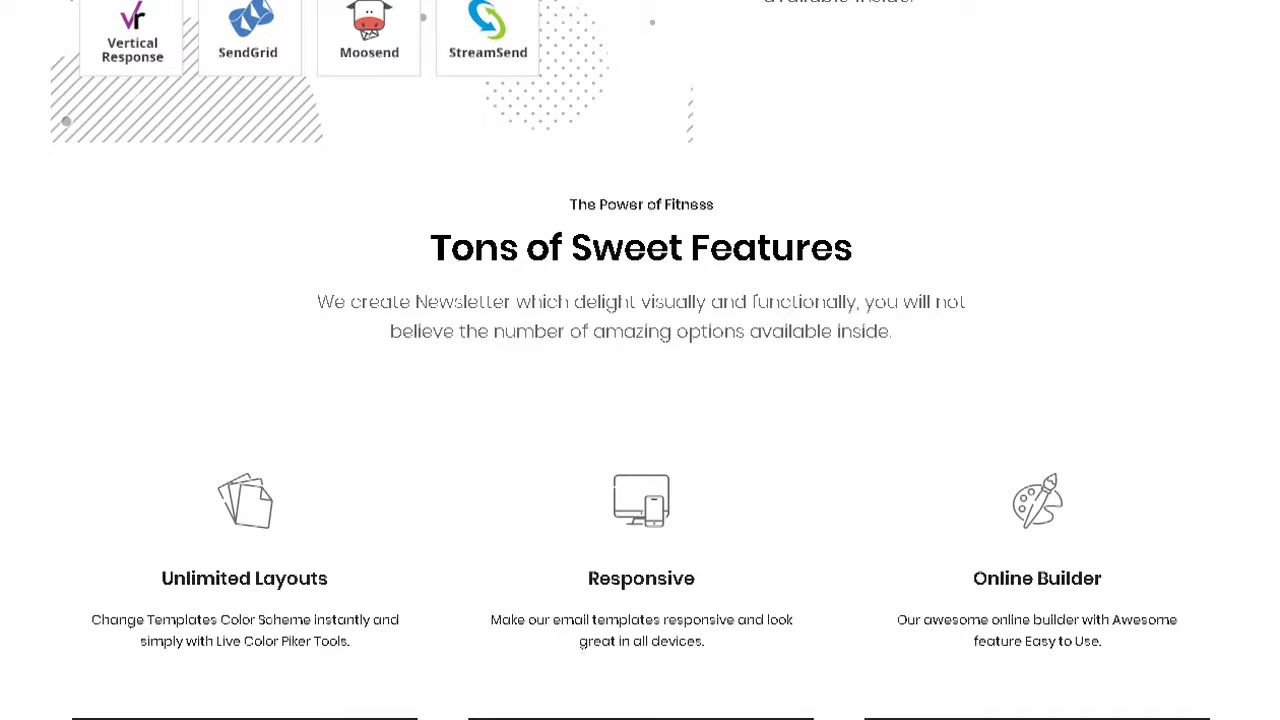 available inside.
Vertical
Response
SendGrid
Moosend
StreamSend
The Power of Fitness
Tons of Sweet Features
We create Newsletter which delight visually and functionally, you will not
believe the number of amazing options available inside.
Unlimited Layouts
Responsive
Online Builder
Change Templates Color Scheme instantly and
simply with Live Color Piker Tools.
Make our email templates responsive and look
great in all devices.
Our awesome online builder with Awesome
feature Easy to Use.